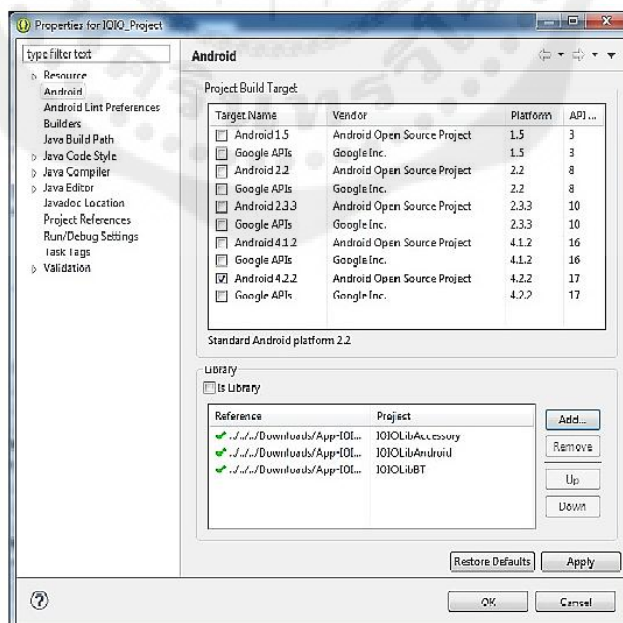 Properties for IOIO_Project
type filter text
Resource
Android
Android Lint Preferences
Builders
Java Build Path
Java Code Style
Java Compiler
Java Editor
Javadoc Location
Project References
Run/Debug Settings
Task Tags
Validation
Android
Project Build Target
Target Name Vendor Platform API ...
Android 1.5 Android Open Source Project 1.5 3
Google APIs Google Inc. 1.5 3
Android 2.2 Android Open Source Project 2.2 8
Google APIs Google Inc. 2.2 8
Android 2.3.3 Android Open Source Project 2.3.3 10
Google APIs Google Inc. 2.3.3 10
Android 4.1.2 Android Open Source Project 4.1.2 16
Google APIs Google Inc. 4.1.2 16
Android 4.2.2 Android Open Source Project 4.2.2 17
Google APIs Google Inc. 4.2.2 17
Standard Android platform 2.2
Library
Is Library
Reference Project
../../../Downloads/App-IOI... IOIOLibAccessory
../../../Downloads/App-IOI... IOIOLibAndroid
../../../Downloads/App-IOI... IOIOLibBT
Add...
Remove
Up
Down
Restore Defaults Apply
OK Cancel